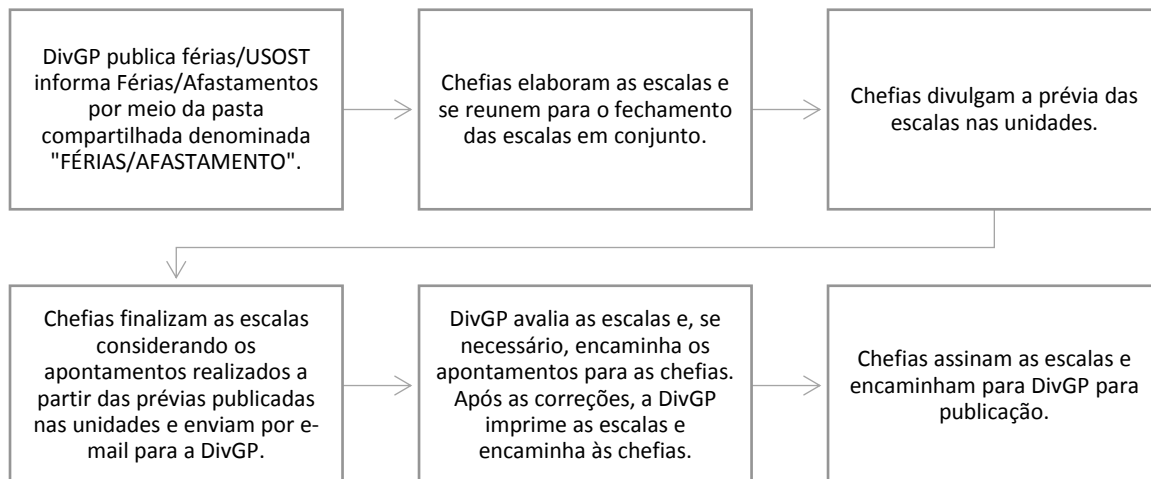 DivGP publica férias/USOST
informa Férias/Afastamentos
por meio da pasta
compartilhada denominada
"FÉRIAS/AFASTAMENTO".
Chefias elaboram as escalas e
se reunem para o fechamento
das escalas em conjunto.
Chefias divulgam a prévia das
escalas nas unidades.
Chefias finalizam as escalas
considerando os
apontamentos realizados a
partir das prévias publicadas
nas unidades e enviam por e-
mail para a DivGP.
DivGP avalia as escalas e, se
necessário, encaminha os
apontamentos para as chefias.
Após as correções, a DivGP
imprime as escalas e
encaminha às chefias.
Chefias assinam as escalas e
encaminham para DivGP para
publicação.